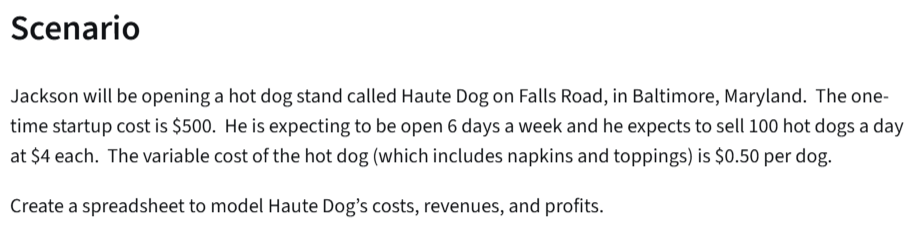 Scenario
Jackson will be opening a hot dog stand called Haute Dog on Falls Road, in Baltimore, Maryland.  The one-
time startup cost is $500.  He is expecting to be open 6 days a week and he expects to sell 100 hot dogs a day
at $4 each.  The variable cost of the hot dog (which includes napkins and toppings) is $0.50 per dog.
Create a spreadsheet to model Haute Dog’s costs, revenues, and profits.